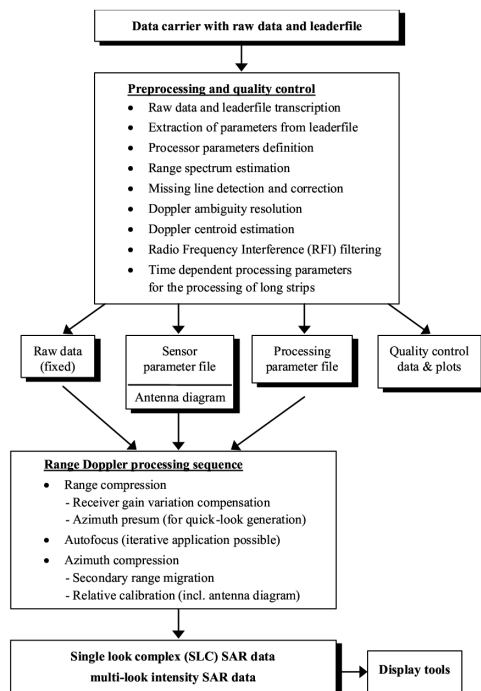 Data carrier with raw data and leaderfile
Preprocessing and quality control
• Raw data and leaderfile transcription
• Extraction of parameters from leaderfile
• Processor parameters definition
• Range spectrum estimation
• Missing line detection and correction
• Doppler ambiguity resolution
• Doppler centroid estimation
• Radio Frequency Interference (RFI) filtering
• Time dependent processing parameters
for the processing of long strips
Raw data
(fixed)
Sensor
parameter file
Antenna diagram
Processing
parameter file
Quality control
data & plots
Range Doppler processing sequence
• Range compression
- Receiver gain variation compensation
- Azimuth presum (for quick-look generation)
• Autofocus (iterative application possible)
• Azimuth compression
- Secondary range migration
- Relative calibration (incl. antenna diagram)
Single look complex (SLC) SAR data
multi-look intensity SAR data
Display tools